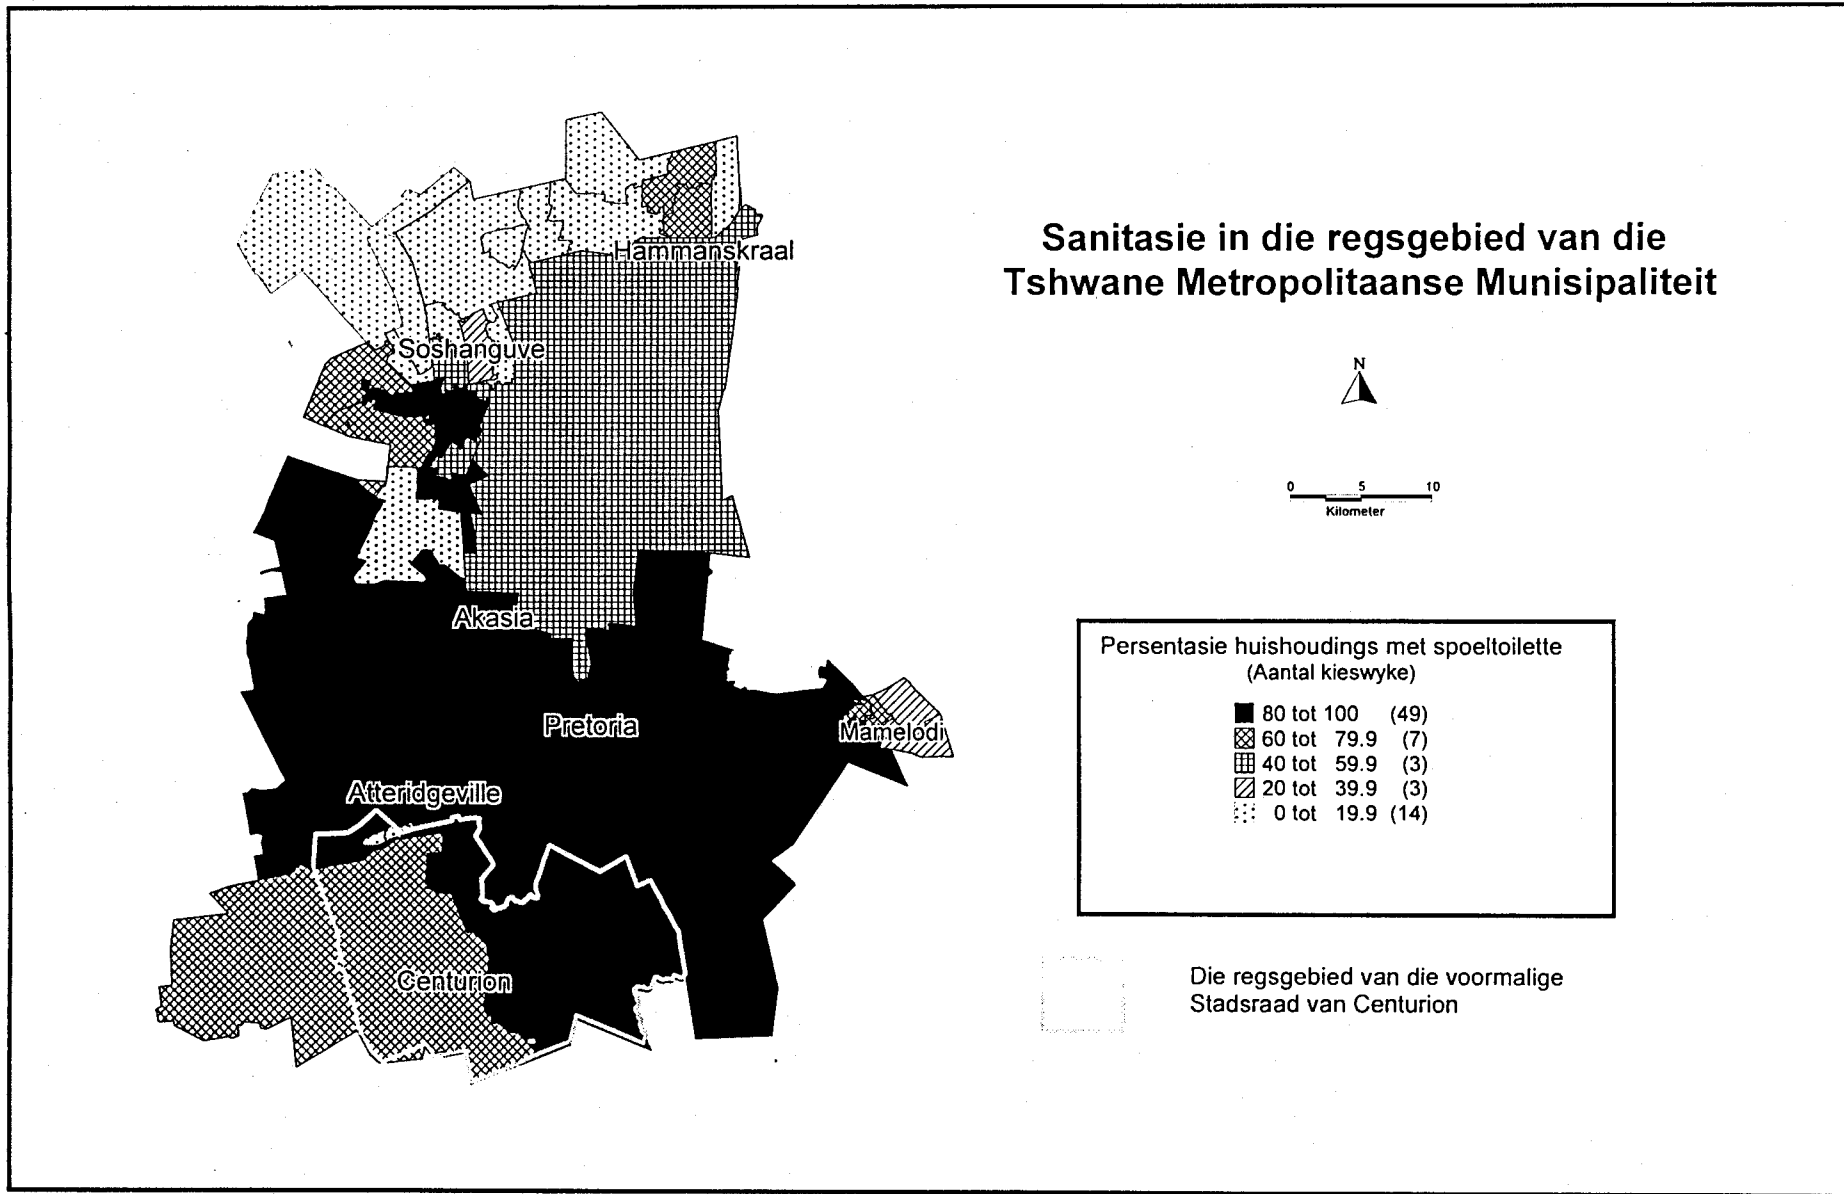 Sanitasie in die regsgebied van die
Tshwane Metropolitaanse Munisipaliteit
Hammanskraal
Soshanguve
N
0 5 10
Kilometer
Akasia
Persentasie huishoudings met spoeltoilette
(Aantal kieswyke)
80 tot 100 (49)
60 tot 79.9 (7)
40 tot 59.9 (3)
20 tot 39.9 (3)
0 tot 19.9 (14)
Pretoria
Mamelodi
Atteridgeville
Centurion
Die regsgebied van die voormalige
Stadsraad van Centurion